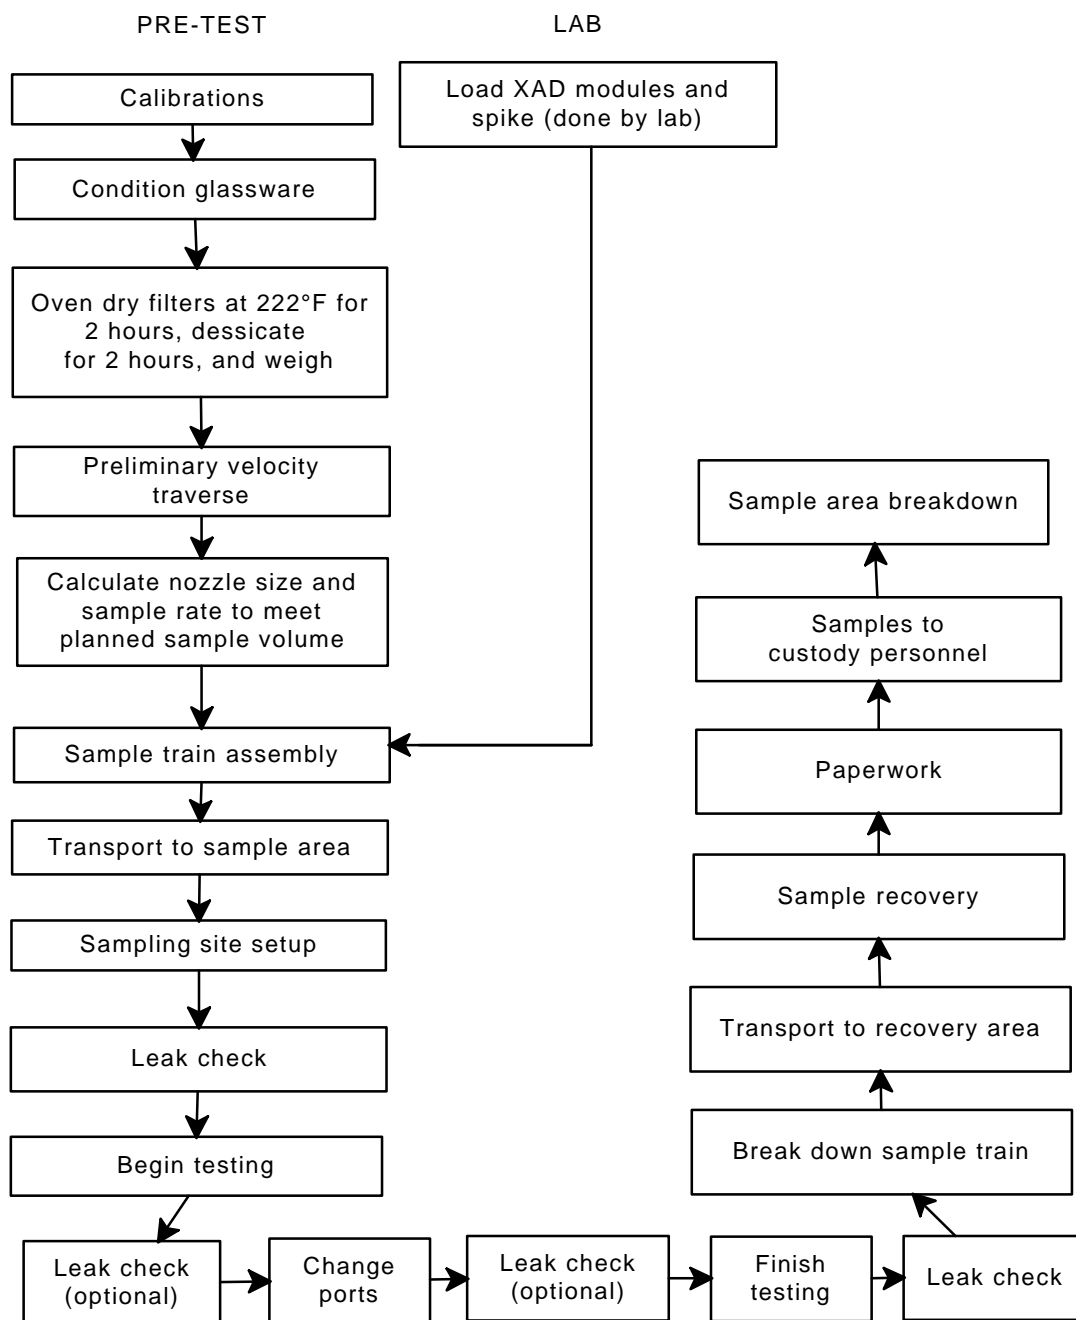 PRE-TEST
LAB
Calibrations
Load XAD modules and
spike (done by lab)
Condition glassware
Oven dry filters at 222°F for
2 hours, dessicate
for 2 hours, and weigh
Preliminary velocity
traverse
Calculate nozzle size and
sample rate to meet
planned sample volume
Sample train assembly
Transport to sample area
Sampling site setup
Leak check
Begin testing
Leak check
(optional)
Change
ports
Leak check
(optional)
Finish
testing
Leak check
Break down sample train
Transport to recovery area
Sample recovery
Paperwork
Samples to
custody personnel
Sample area breakdown